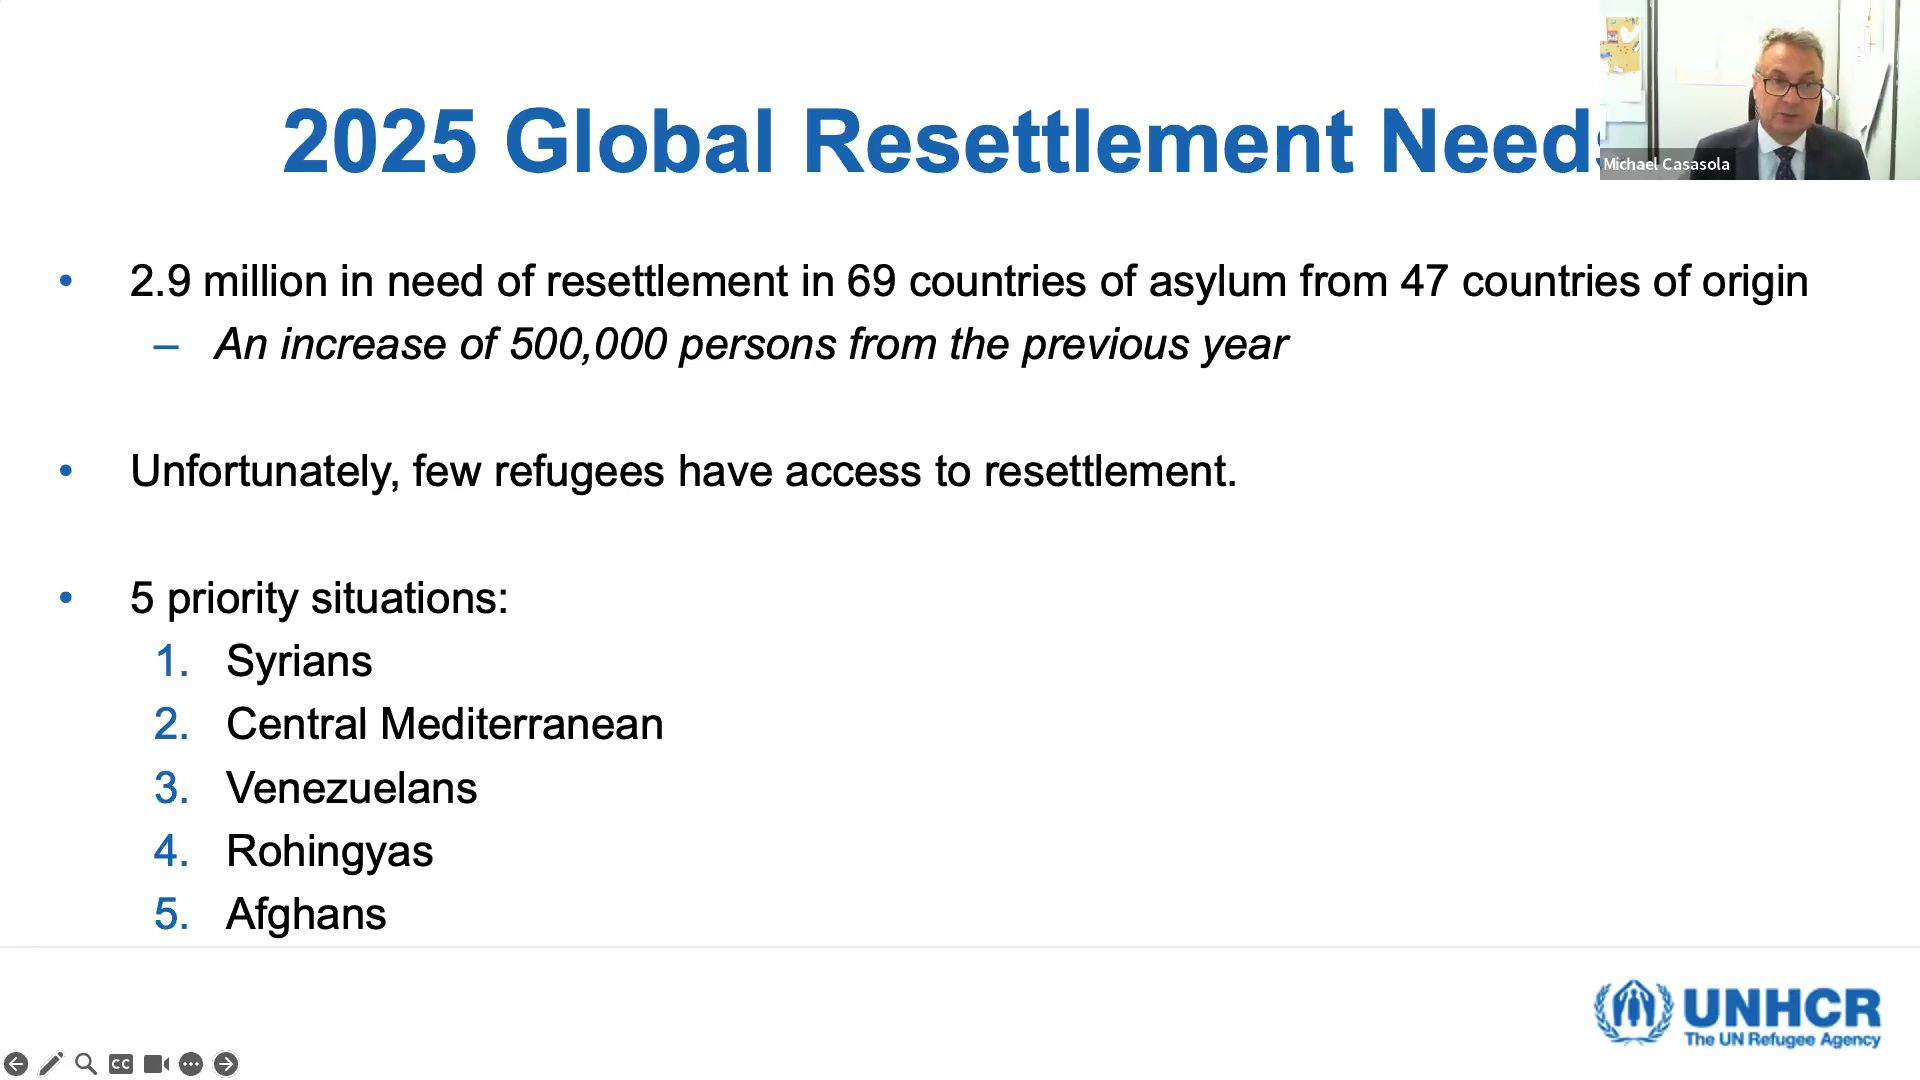 2025 Global Resettlement Needs
Michael Casasola
• 2.9 million in need of resettlement in 69 countries of asylum from 47 countries of origin
– An increase of 500,000 persons from the previous year
• Unfortunately, few refugees have access to resettlement.
• 5 priority situations:
1. Syrians
2. Central Mediterranean
3. Venezuelans
4. Rohingyas
5. Afghans
UNHCR
The UN Refugee Agency
CC